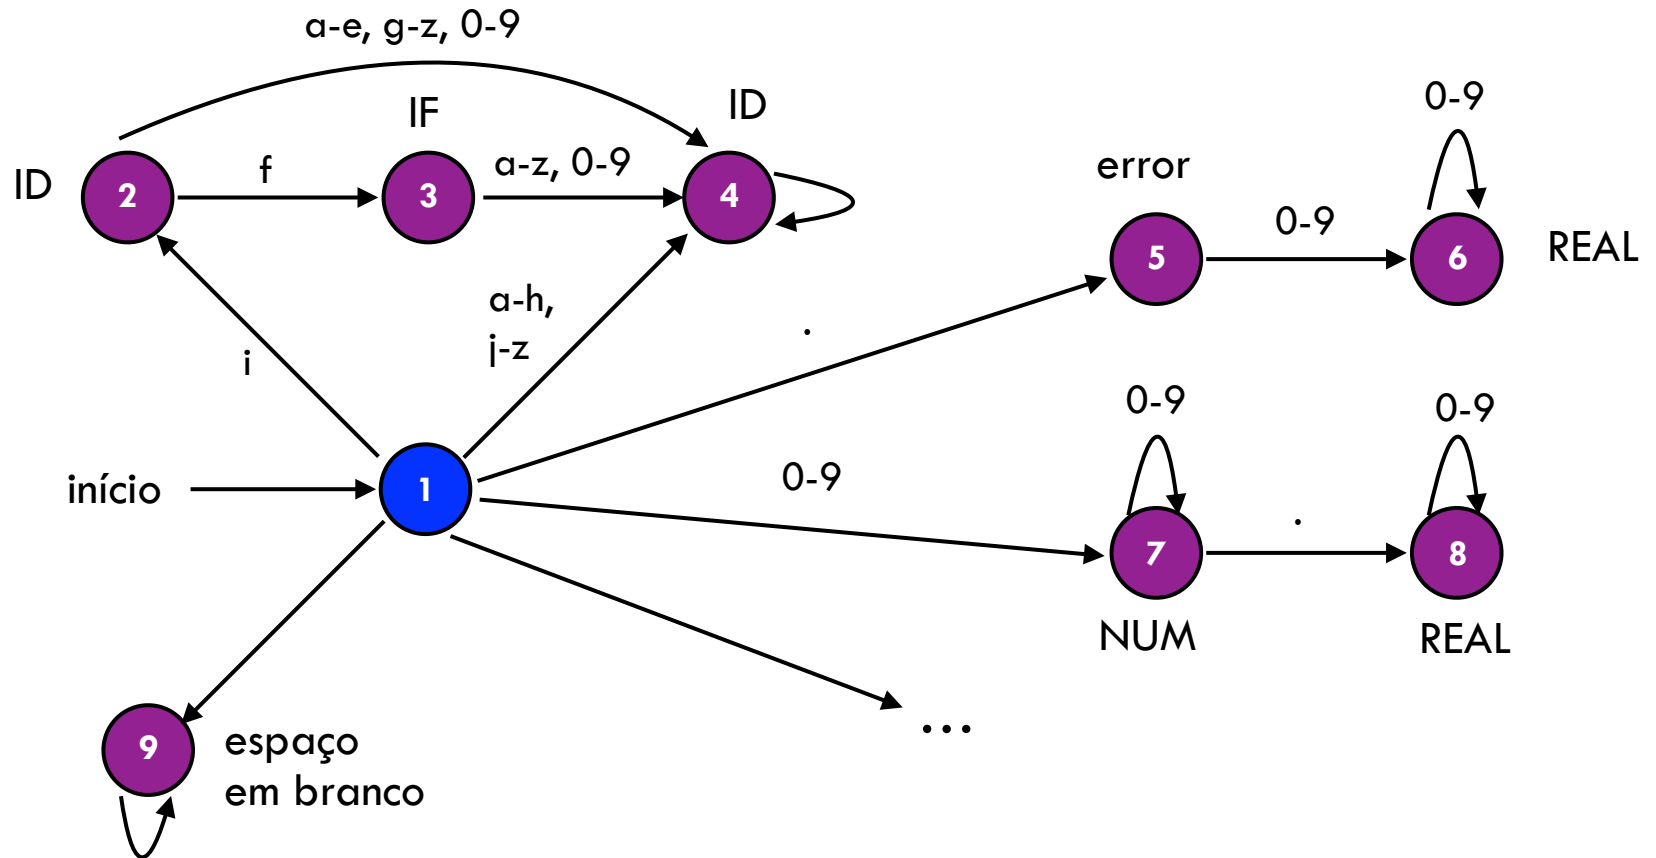 a-e, g-z, 0-9
IF
ID
0-9
ID
2
f
3
a-z, 0-9
4
error
5
0-9
6
REAL
a-h,
j-z
.
i
0-9
0-9
início
1
0-9
7
.
8
NUM
REAL
...
9
espaço
em branco